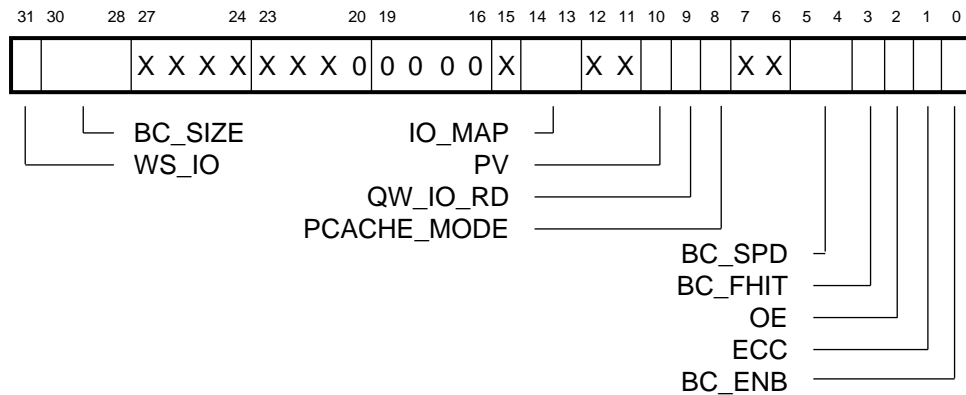 31 30 28 27 24 23 20 19 16 15 14 13 12 11 10 9 8 7 6 5 4 3 2 1 0
X X X X X X X 0 0 0 0 0 X X X X X
BC_SIZE IO_MAP
WS_IO PV
QW_IO_RD
PCACHE_MODE
BC_SPD
BC_FHIT
OE
ECC
BC_ENB